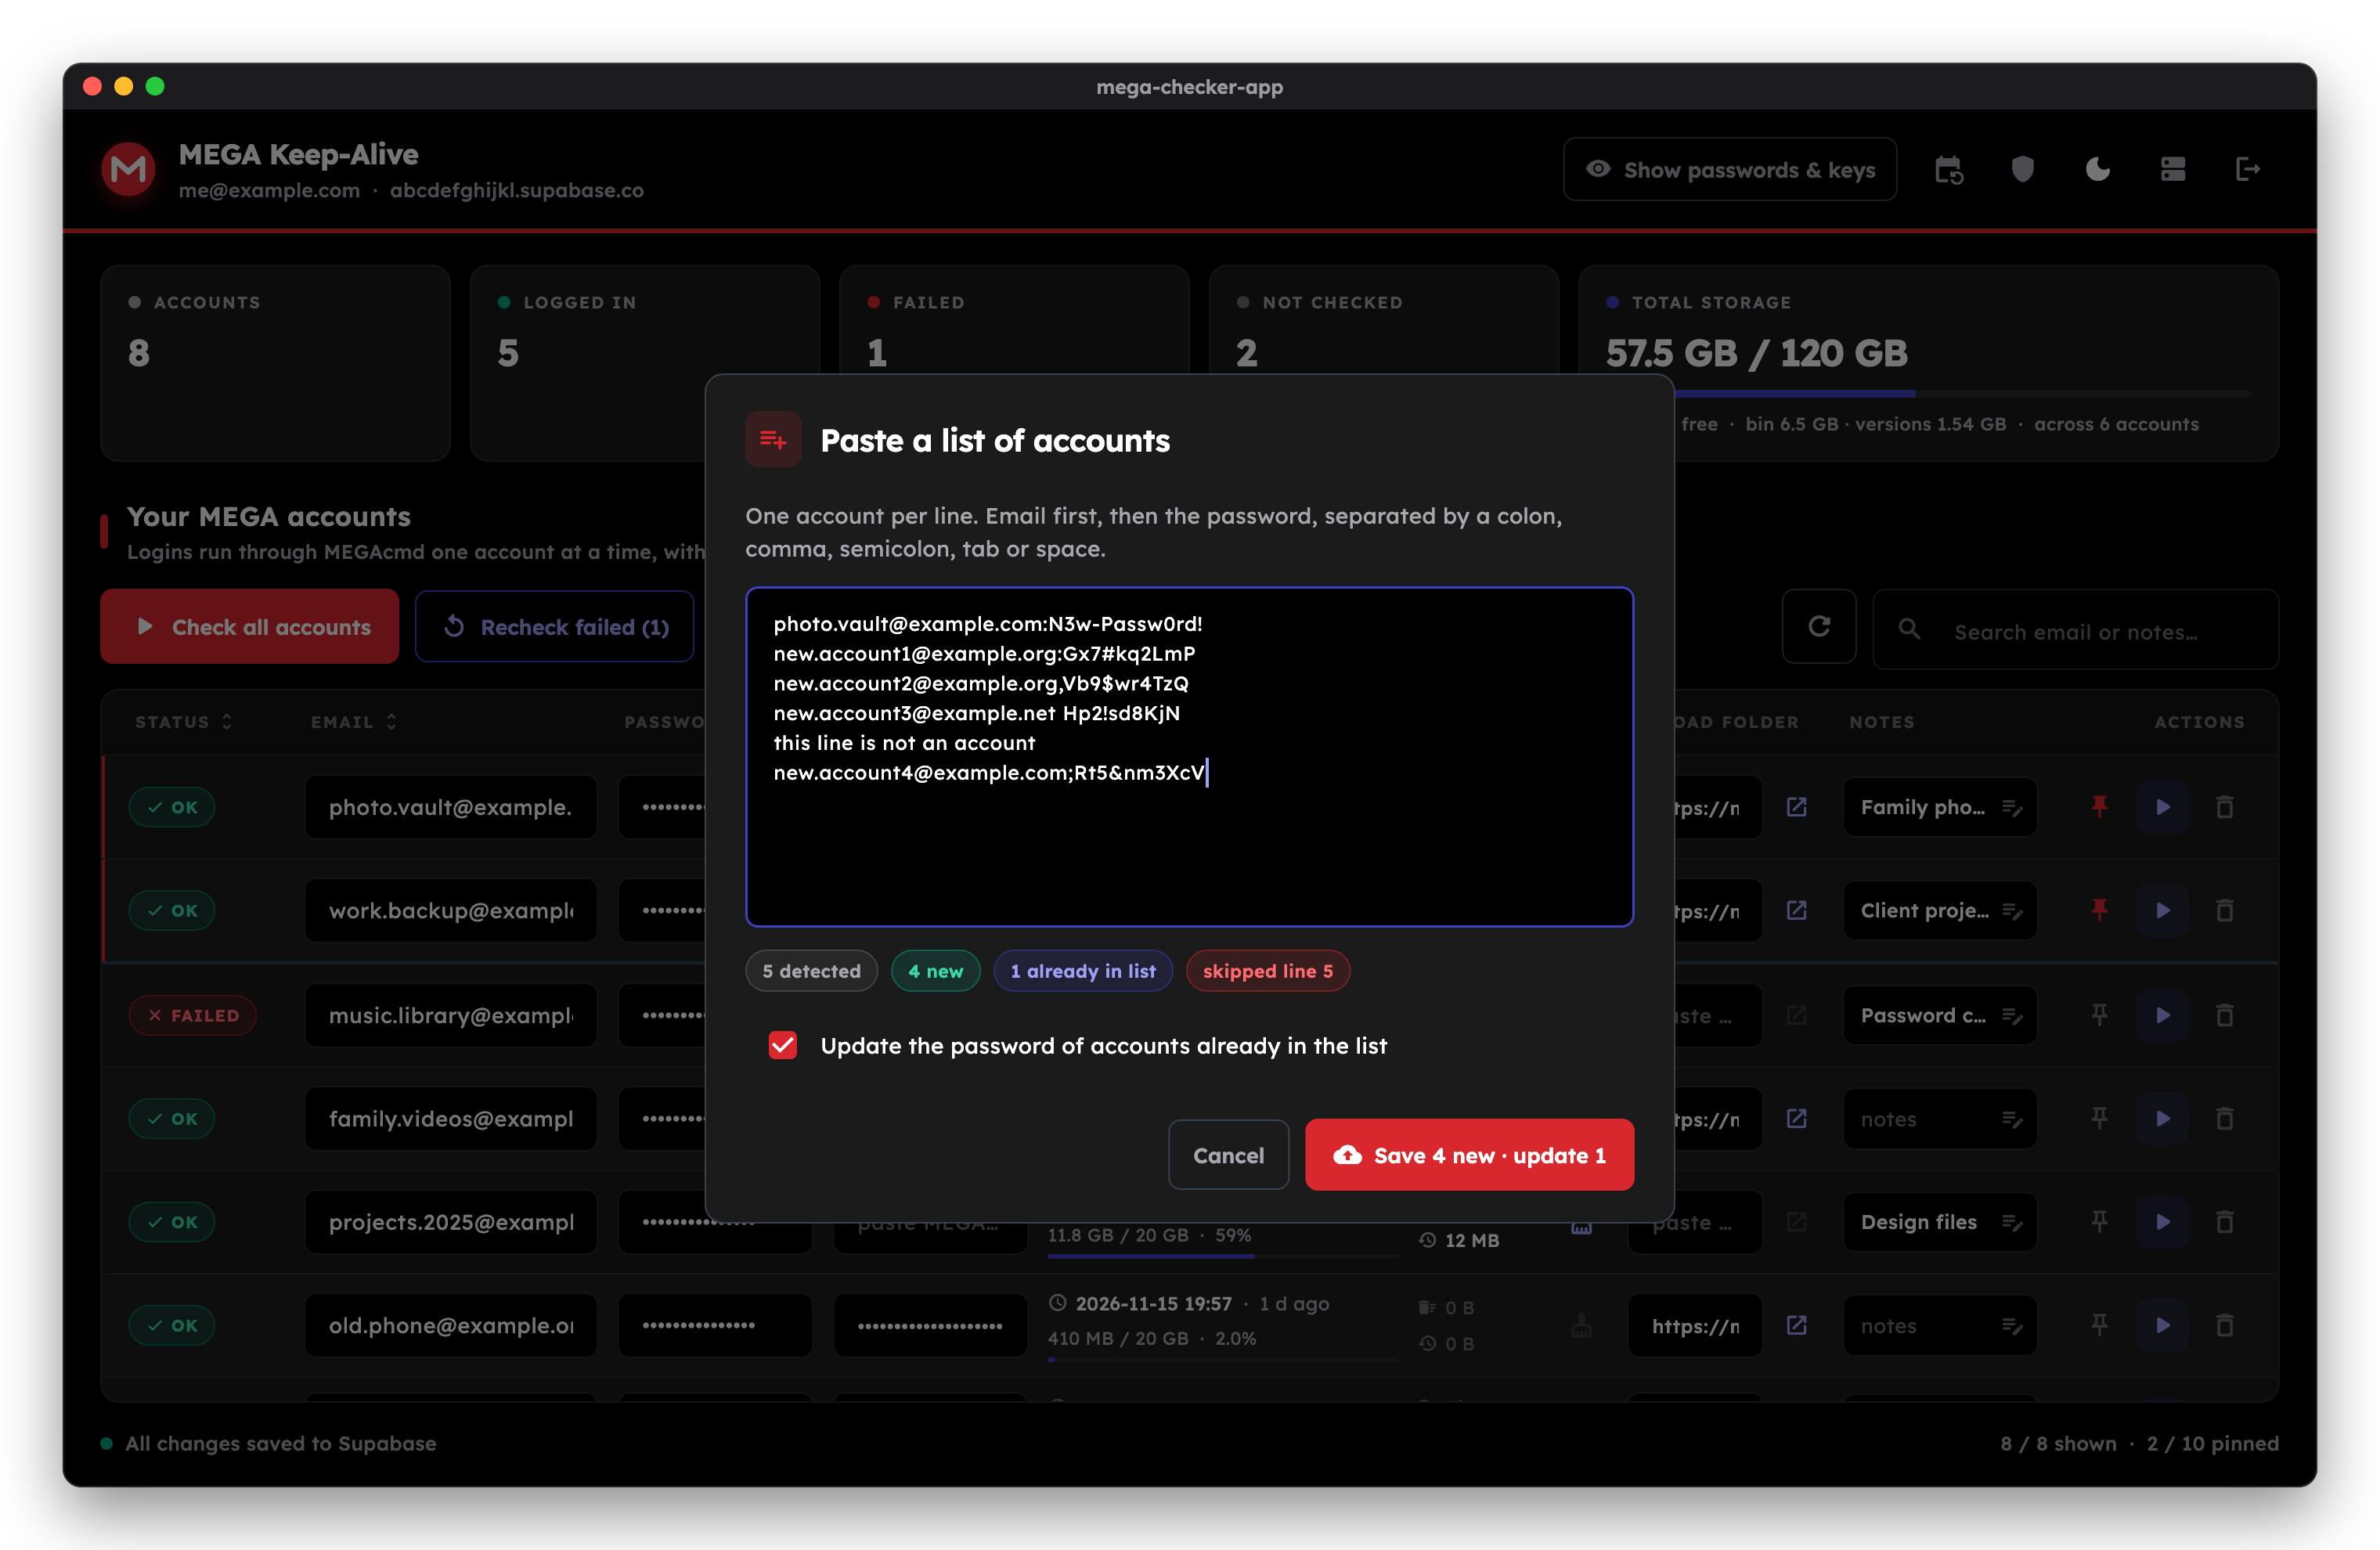 mega-checker-app
MEGA Keep-Alive
me@example.com · abcdefghijkl.supabase.co
Show passwords & keys
ACCOUNTS
8
LOGGED IN
5
FAILED
1
NOT CHECKED
2
TOTAL STORAGE
57.5 GB / 120 GB
free · bin 6.5 GB · versions 1.54 GB · across 6 accounts
Your MEGA accounts
Logins run through MEGAcmd one account at a time, with
Check all accounts
Recheck failed (1)
Search email or notes...
Paste a list of accounts
One account per line. Email first, then the password, separated by a colon,
comma, semicolon, tab or space.
photo.vault@example.com:N3w-Passw0rd!
new.account1@example.org:Gx7#kq2LmP
new.account2@example.org,Vb9$wr4TzQ
new.account3@example.net Hp2!sd8KjN
this line is not an account
new.account4@example.com;Rt5&nm3XcV
5 detected
4 new
1 already in list
skipped line 5
Update the password of accounts already in the list
Cancel
Save 4 new · update 1
STATUS EMAIL PASSWO OAD FOLDER NOTES ACTIONS
OK photo.vault@example. •••••••• tps://n Family pho...
OK work.backup@example •••••••• tps://n Client proje...
FAILED music.library@exampl •••••••• aste ... Password c...
OK family.videos@exampl •••••••• tps://n notes
OK projects.2025@exampl ••••••••••••••• paste MEGA... 11.8 GB / 20 GB · 59% 12 MB paste ... Design files
OK old.phone@example.o ••••••••••••••• •••••••••••••••••••• 2026-11-15 19:57 · 1 d ago 0 B https://n notes
410 MB / 20 GB · 2.0% 0 B
All changes saved to Supabase
8 / 8 shown · 2 / 10 pinned